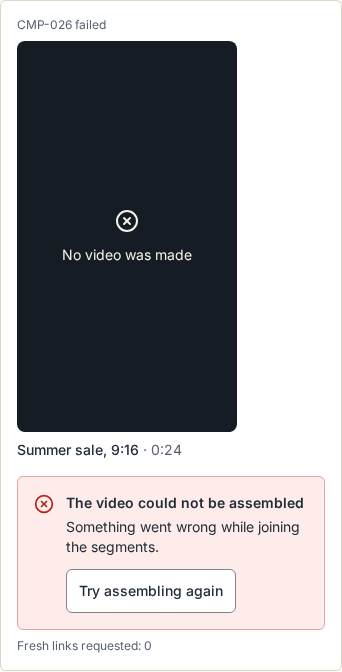 CMP-026 failed
No video was made
Summer sale, 9:16 · 0:24
The video could not be assembled
Something went wrong while joining
the segments.
Try assembling again
Fresh links requested: 0